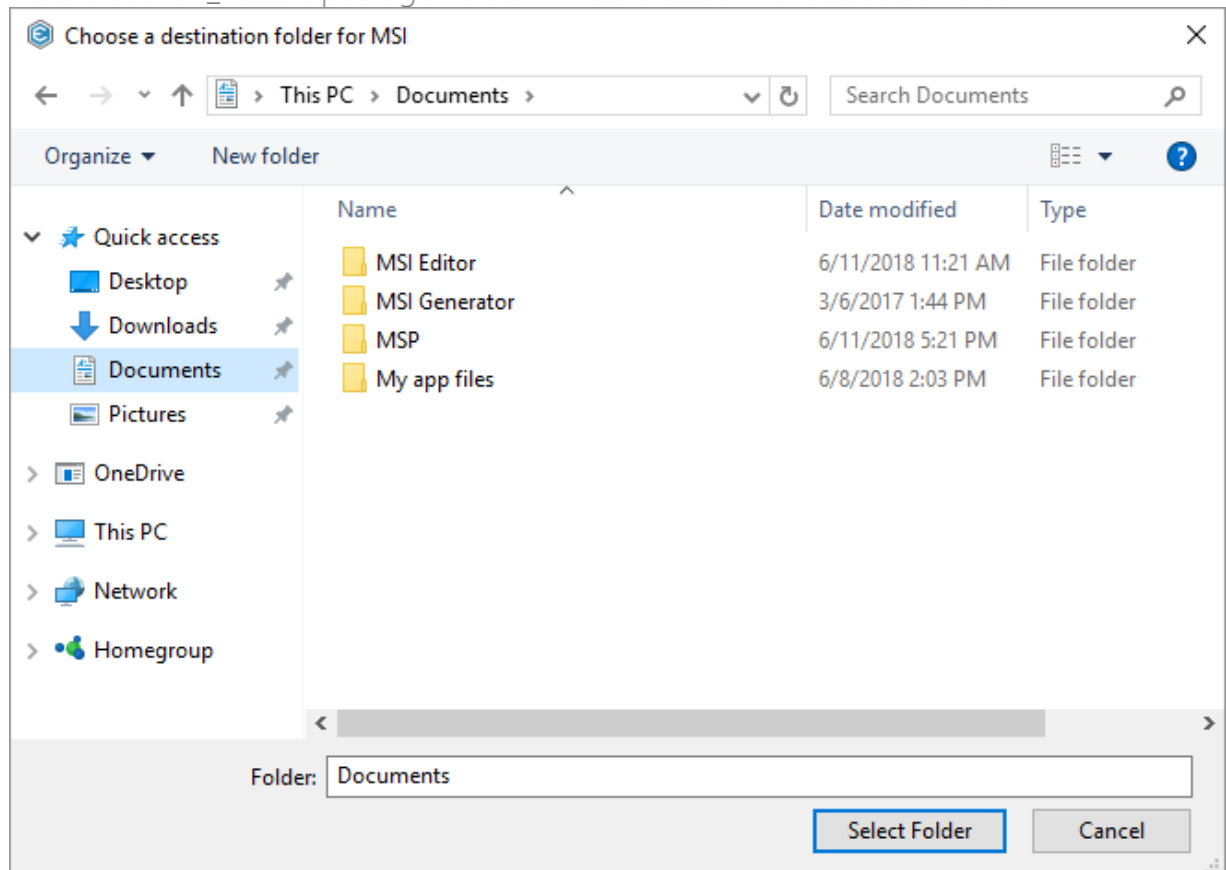 Choose a destination folder for MSI
This PC > Documents >
Search Documents
Organize
New folder
Name Date modified Type
Quick access
Desktop
Downloads
Documents
Pictures
OneDrive
This PC
Network
Homegroup
MSI Editor 6/11/2018 11:21 AM File folder
MSI Generator 3/6/2017 1:44 PM File folder
MSP 6/11/2018 5:21 PM File folder
My app files 6/8/2018 2:03 PM File folder
Folder: Documents
Select Folder
Cancel